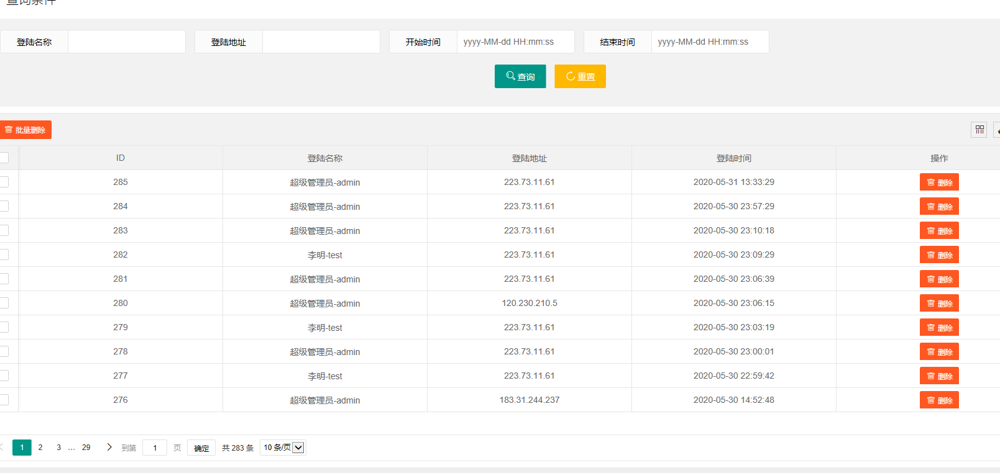 查询条件
登陆名称 登陆地址 开始时间 yyyy-MM-dd HH:mm:ss 结束时间 yyyy-MM-dd HH:mm:ss
查询 重置
批量删除
ID 登陆名称 登陆地址 登陆时间 操作
285 超级管理员-admin 223.73.11.61 2020-05-31 13:33:29 删除
284 超级管理员-admin 223.73.11.61 2020-05-30 23:57:29 删除
283 超级管理员-admin 223.73.11.61 2020-05-30 23:10:18 删除
282 李明-test 223.73.11.61 2020-05-30 23:09:29 删除
281 超级管理员-admin 223.73.11.61 2020-05-30 23:06:39 删除
280 超级管理员-admin 120.230.210.5 2020-05-30 23:06:15 删除
279 李明-test 223.73.11.61 2020-05-30 23:03:19 删除
278 超级管理员-admin 223.73.11.61 2020-05-30 23:00:01 删除
277 李明-test 223.73.11.61 2020-05-30 22:59:42 删除
276 超级管理员-admin 183.31.244.237 2020-05-30 14:52:48 删除
1 2 3 … 29 到第 1 页 确定 共 283 条 10 条/页